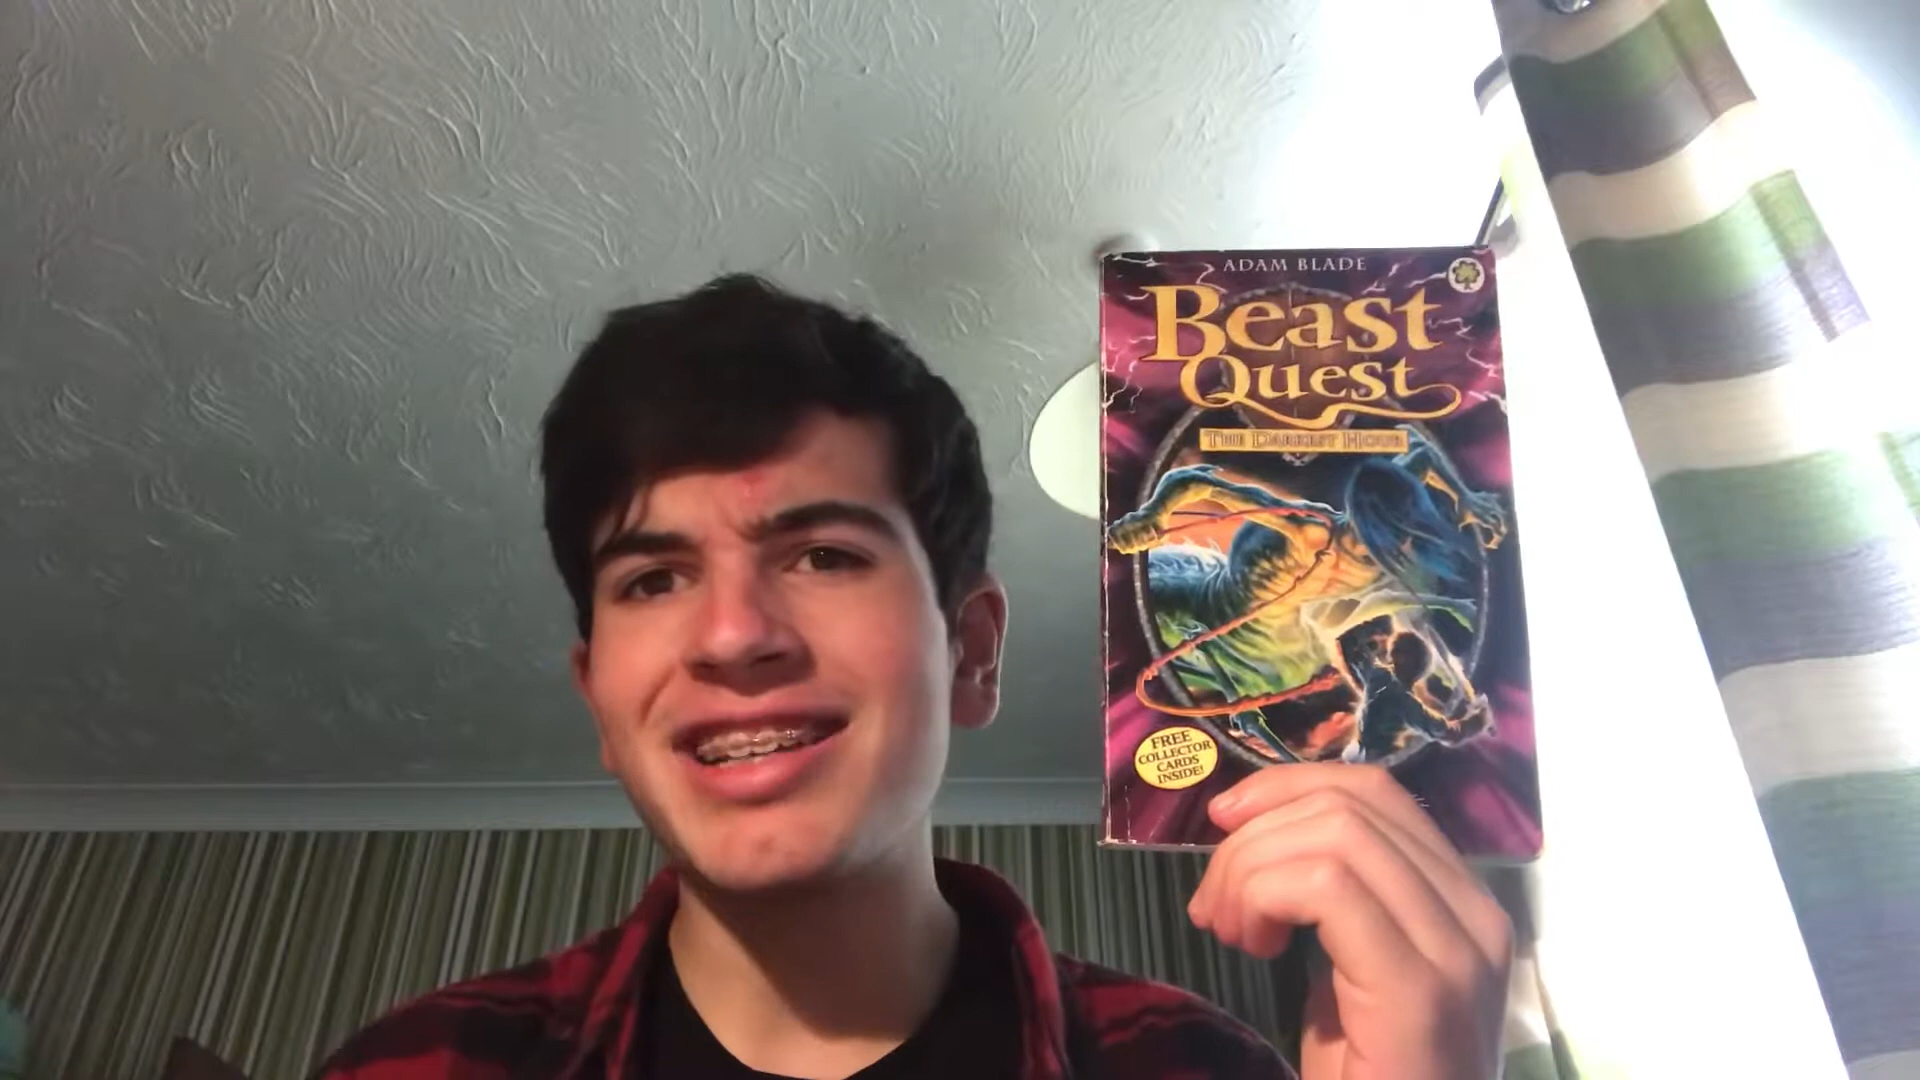 ADAM BLADE
Beast
Quest
THE DARKEST HOUR
FREE
COLLECTOR
CARDS
INSIDE!